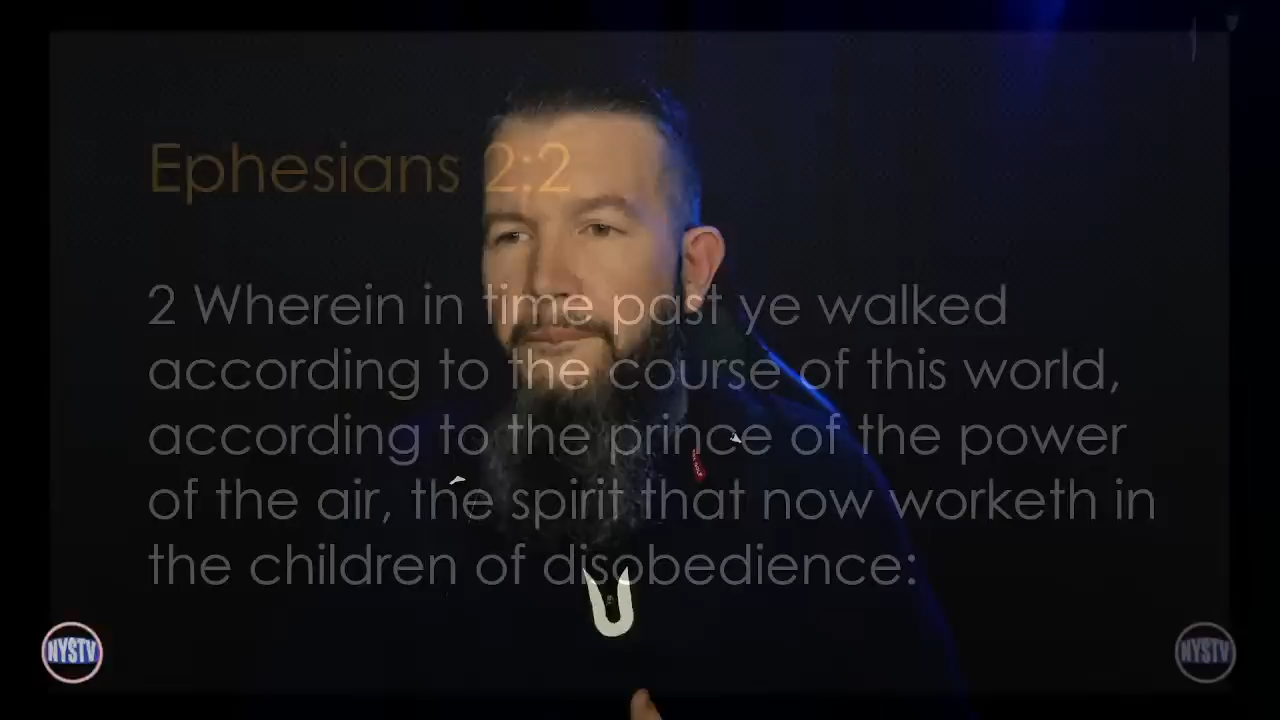 Ephesians 2:2
2 Wherein in time past ye walked
according to the course of this world,
according to the prince of the power
of the air, the spirit that now worketh in
the children of disobedience:
NYSTV
NYSTV